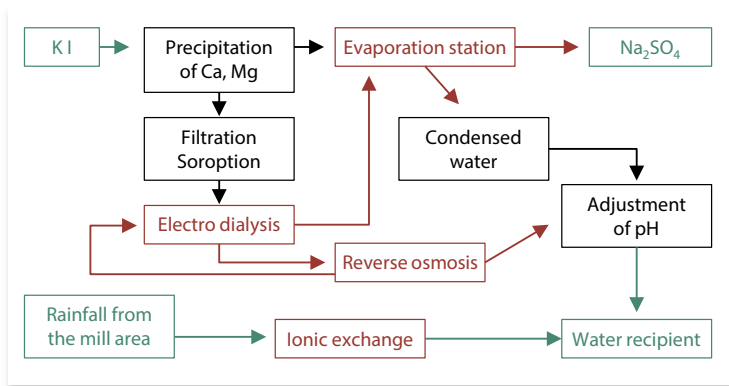 K I
Precipitation
of Ca, Mg
Evaporation station
Na₂SO₄
Filtration
Soroption
Condensed
water
Electro dialysis
Adjustment
of pH
Reverse osmosis
Rainfall from
the mill area
Ionic exchange
Water recipient